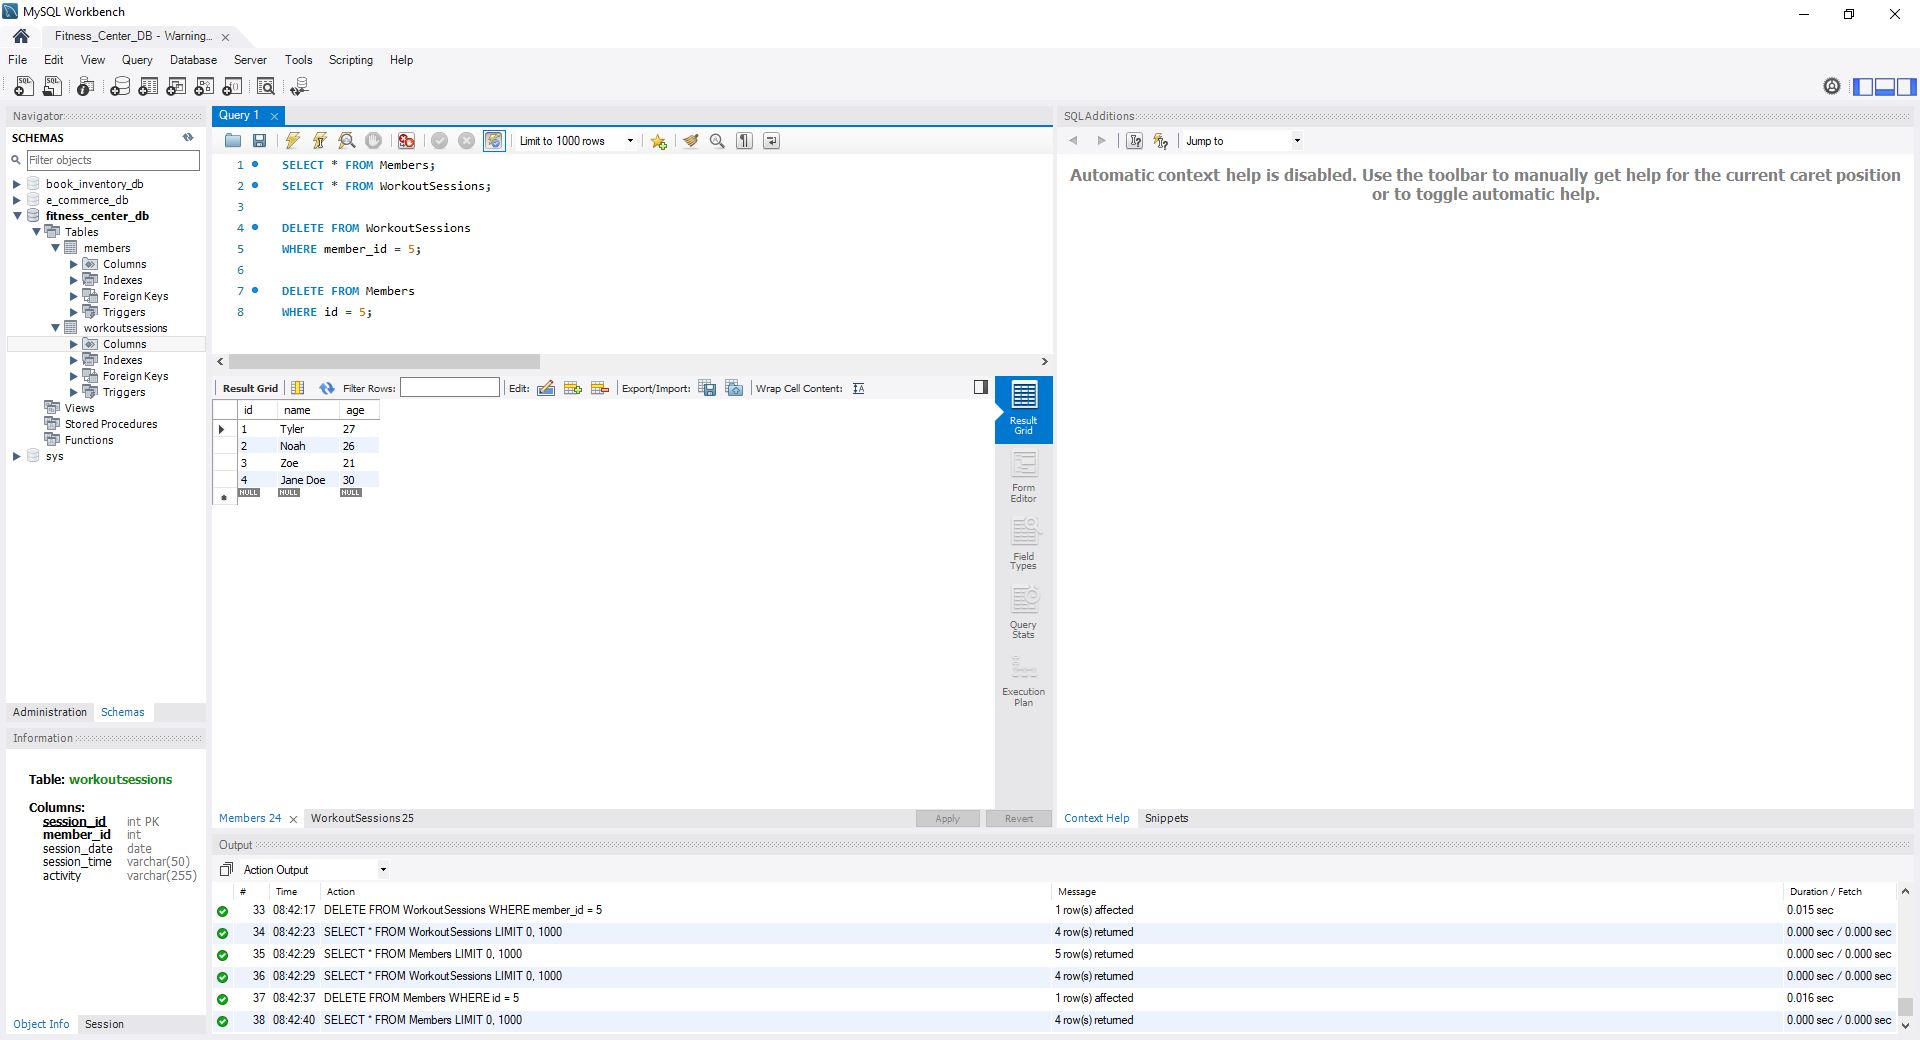 MySQL Workbench
Fitness_Center_DB - Warning...
File Edit View Query Database Server Tools Scripting Help
Navigator
SCHEMAS
Filter objects
book_inventory_db
e_commerce_db
fitness_center_db
Tables
members
Columns
Indexes
Foreign Keys
Triggers
workoutsessions
Columns
Indexes
Foreign Keys
Triggers
Views
Stored Procedures
Functions
sys
Administration Schemas
Information
Table: workoutsessions
Columns:
session_id int PK
member_id int
session_date date
session_time varchar(50)
activity varchar(255)
Object Info Session
Query 1
Limit to 1000 rows
1 SELECT * FROM Members;
2 SELECT * FROM WorkoutSessions;
3
4 DELETE FROM WorkoutSessions
5 WHERE member_id = 5;
6
7 DELETE FROM Members
8 WHERE id = 5;
Result Grid Filter Rows: Edit: Export/Import: Wrap Cell Content:
id name age
1 Tyler 27
2 Noah 26
3 Zoe 21
4 Jane Doe 30
NULL NULL NULL
Result
Grid
Form
Editor
Field
Types
Query
Stats
Execution
Plan
Members 24 WorkoutSessions 25 Apply Revert
SQLAdditions
Jump to
Automatic context help is disabled. Use the toolbar to manually get help for the current caret position
or to toggle automatic help.
Context Help Snippets
Output
Action Output
# Time Action Message Duration / Fetch
33 08:42:17 DELETE FROM WorkoutSessions WHERE member_id = 5 1 row(s) affected 0.015 sec
34 08:42:23 SELECT * FROM WorkoutSessions LIMIT 0, 1000 4 row(s) returned 0.000 sec / 0.000 sec
35 08:42:29 SELECT * FROM Members LIMIT 0, 1000 5 row(s) returned 0.000 sec / 0.000 sec
36 08:42:29 SELECT * FROM WorkoutSessions LIMIT 0, 1000 4 row(s) returned 0.000 sec / 0.000 sec
37 08:42:37 DELETE FROM Members WHERE id = 5 1 row(s) affected 0.016 sec
38 08:42:40 SELECT * FROM Members LIMIT 0, 1000 4 row(s) returned 0.000 sec / 0.000 sec